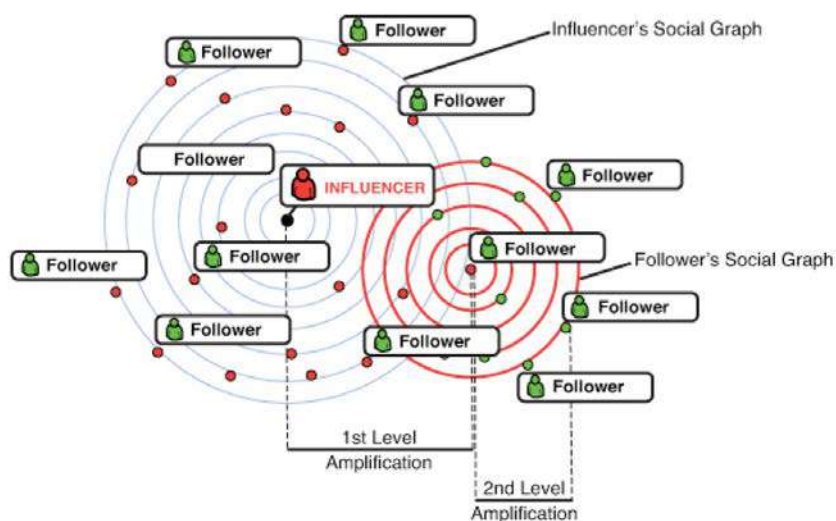 Follower
Influencer's Social Graph
Follower
Follower
Follower
INFLUENCER
Follower
Follower
Follower
Follower
Follower's Social Graph
Follower
Follower
Follower
Follower
1st Level
Amplification
2nd Level
Amplification